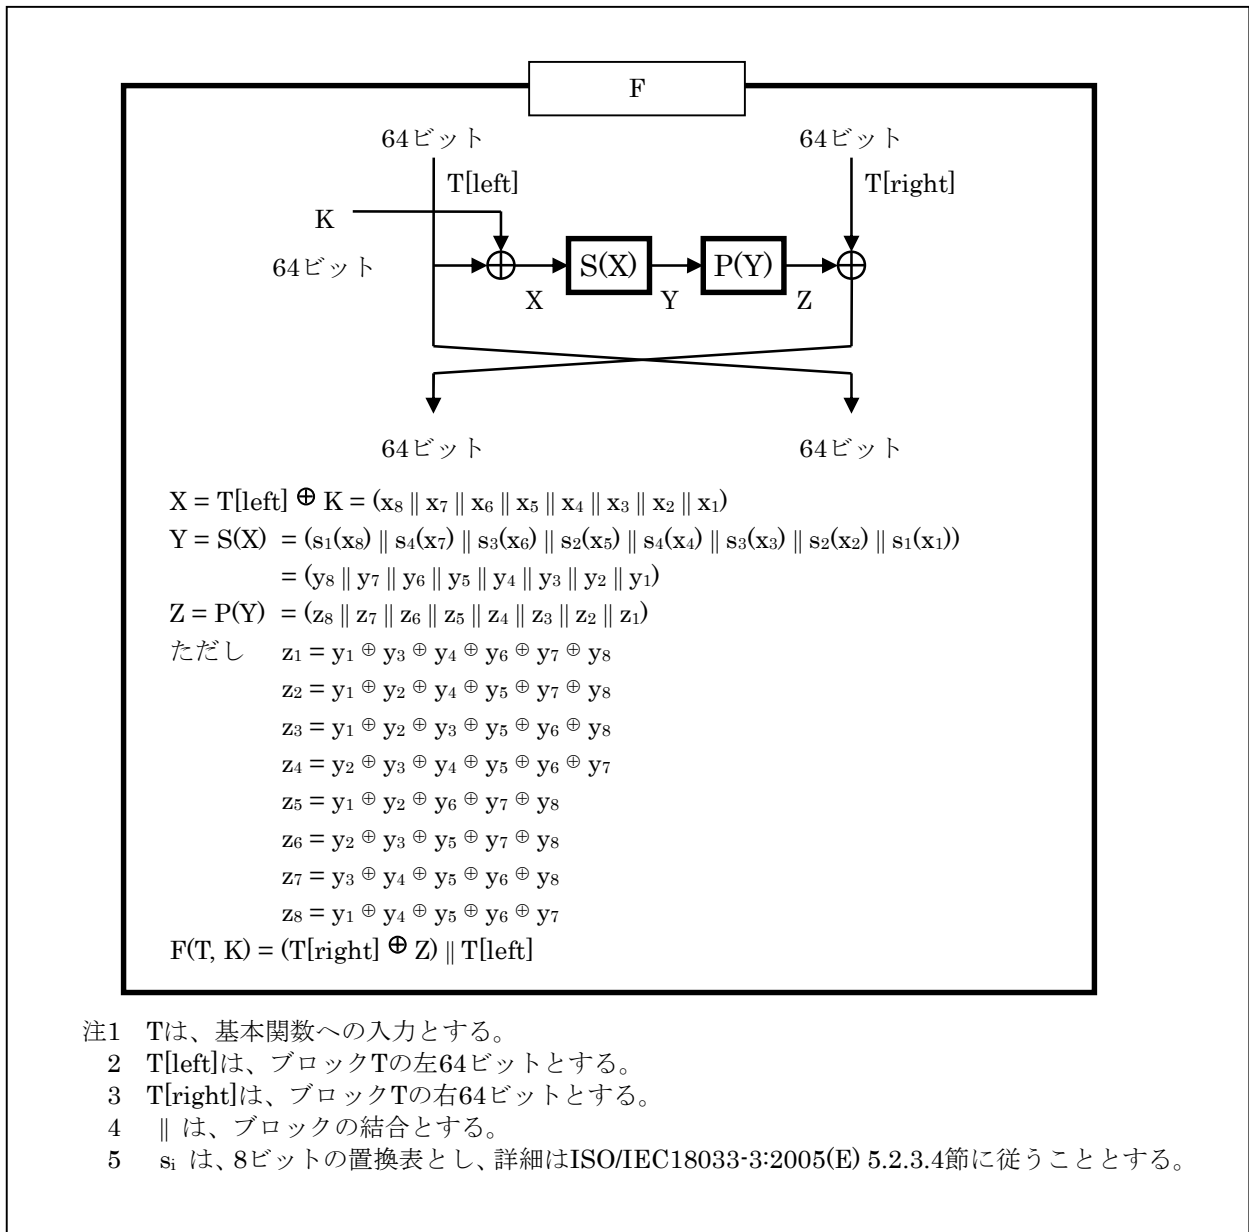 F
64ビット 64ビット
T[left] T[right]
K
64ビット
S(X) P(Y)
X Y Z
64ビット 64ビット
X = T[left] ⊕ K = (x₈ ‖ x₇ ‖ x₆ ‖ x₅ ‖ x₄ ‖ x₃ ‖ x₂ ‖ x₁)
Y = S(X) = (s₁(x₈) ‖ s₄(x₇) ‖ s₃(x₆) ‖ s₂(x₅) ‖ s₄(x₄) ‖ s₃(x₃) ‖ s₂(x₂) ‖ s₁(x₁))
= (y₈ ‖ y₇ ‖ y₆ ‖ y₅ ‖ y₄ ‖ y₃ ‖ y₂ ‖ y₁)
Z = P(Y) = (z₈ ‖ z₇ ‖ z₆ ‖ z₅ ‖ z₄ ‖ z₃ ‖ z₂ ‖ z₁)
ただし z₁ = y₁ ⊕ y₃ ⊕ y₄ ⊕ y₆ ⊕ y₇ ⊕ y₈
z₂ = y₁ ⊕ y₂ ⊕ y₄ ⊕ y₅ ⊕ y₇ ⊕ y₈
z₃ = y₁ ⊕ y₂ ⊕ y₃ ⊕ y₅ ⊕ y₆ ⊕ y₈
z₄ = y₂ ⊕ y₃ ⊕ y₄ ⊕ y₅ ⊕ y₆ ⊕ y₇
z₅ = y₁ ⊕ y₂ ⊕ y₆ ⊕ y₇ ⊕ y₈
z₆ = y₂ ⊕ y₃ ⊕ y₅ ⊕ y₇ ⊕ y₈
z₇ = y₃ ⊕ y₄ ⊕ y₅ ⊕ y₆ ⊕ y₈
z₈ = y₁ ⊕ y₄ ⊕ y₅ ⊕ y₆ ⊕ y₇
F(T, K) = (T[right] ⊕ Z) ‖ T[left]
注1 Tは、基本関数への入力とする。
2 T[left]は、ブロックTの左64ビットとする。
3 T[right]は、ブロックTの右64ビットとする。
4 ‖ は、ブロックの結合とする。
5 sᵢ は、8ビットの置換表とし、詳細はISO/IEC18033-3:2005(E) 5.2.3.4節に従うこととする。